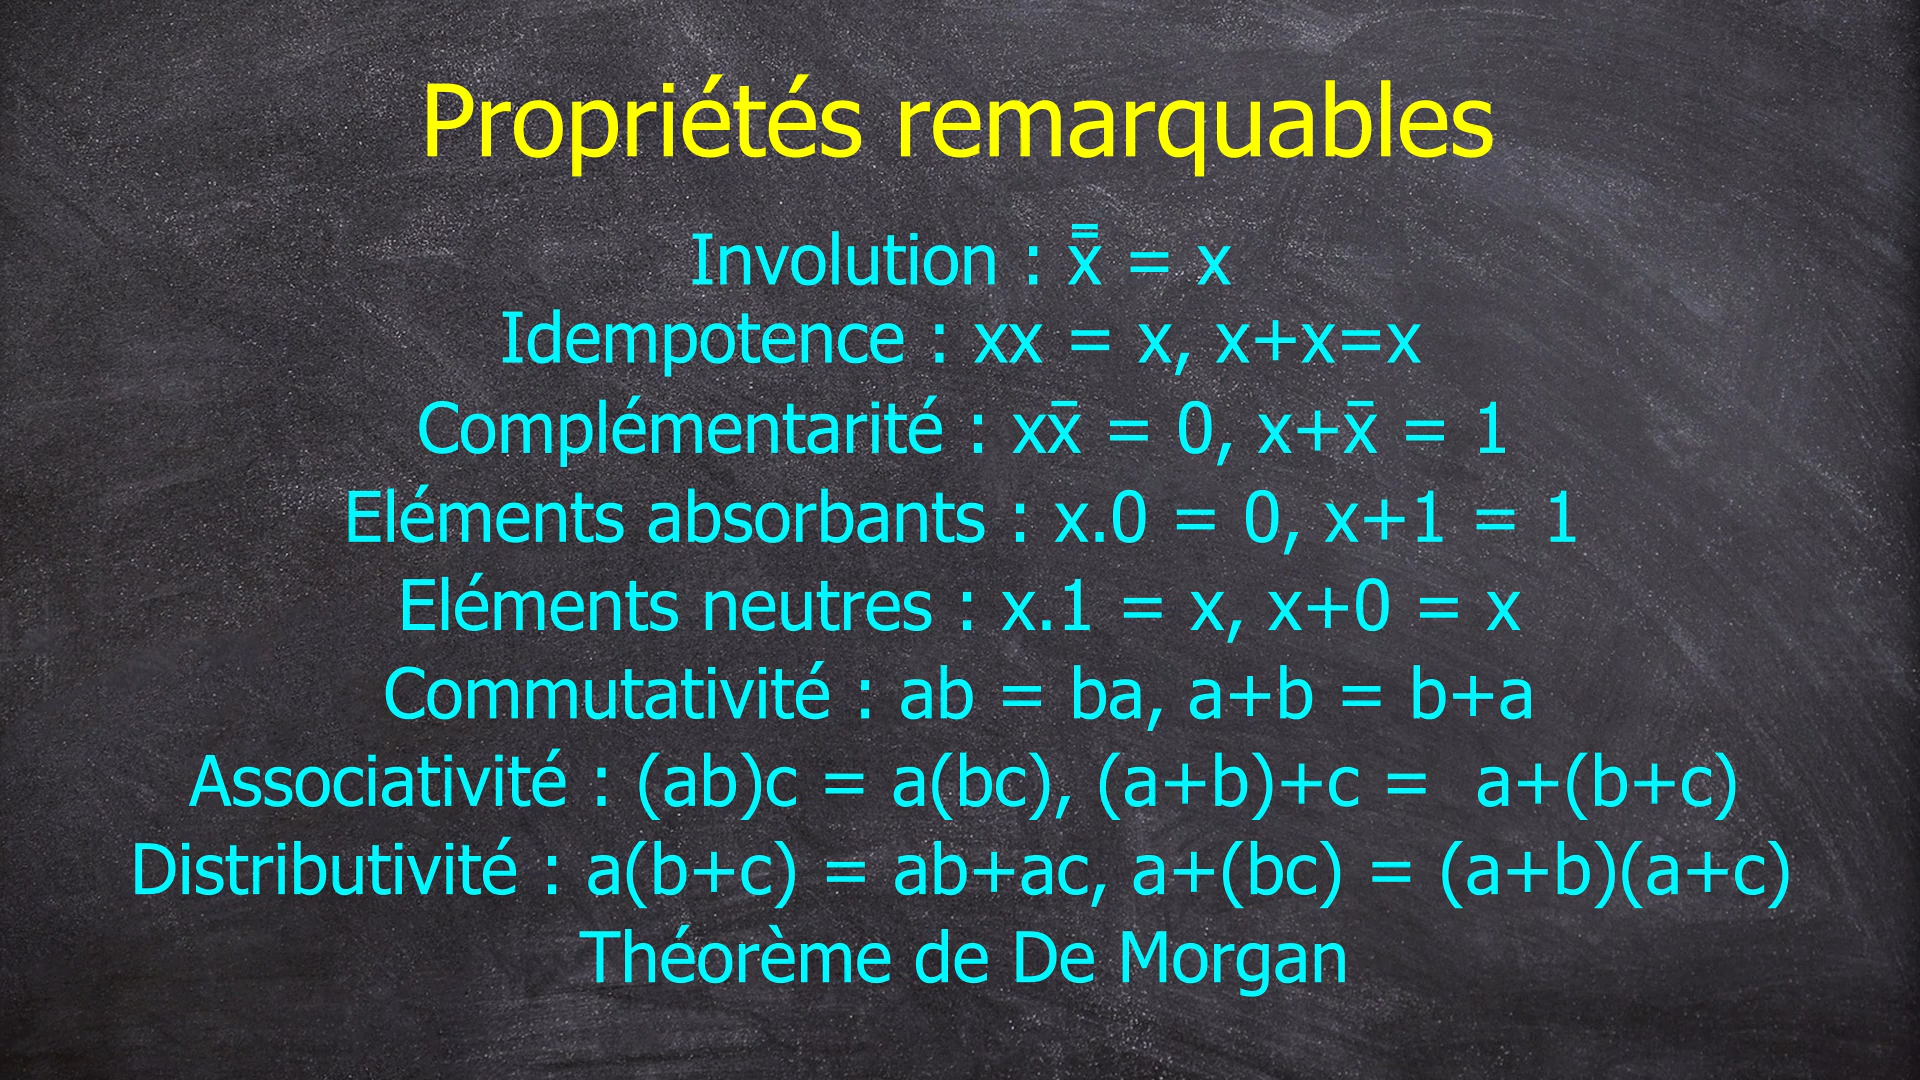 Propriétés remarquables
Involution : x̄̄ = x
Idempotence : xx = x, x+x=x
Complémentarité : xx̄ = 0, x+x̄ = 1
Eléments absorbants : x.0 = 0, x+1 = 1
Eléments neutres : x.1 = x, x+0 = x
Commutativité : ab = ba, a+b = b+a
Associativité : (ab)c = a(bc), (a+b)+c = a+(b+c)
Distributivité : a(b+c) = ab+ac, a+(bc) = (a+b)(a+c)
Théorème de De Morgan